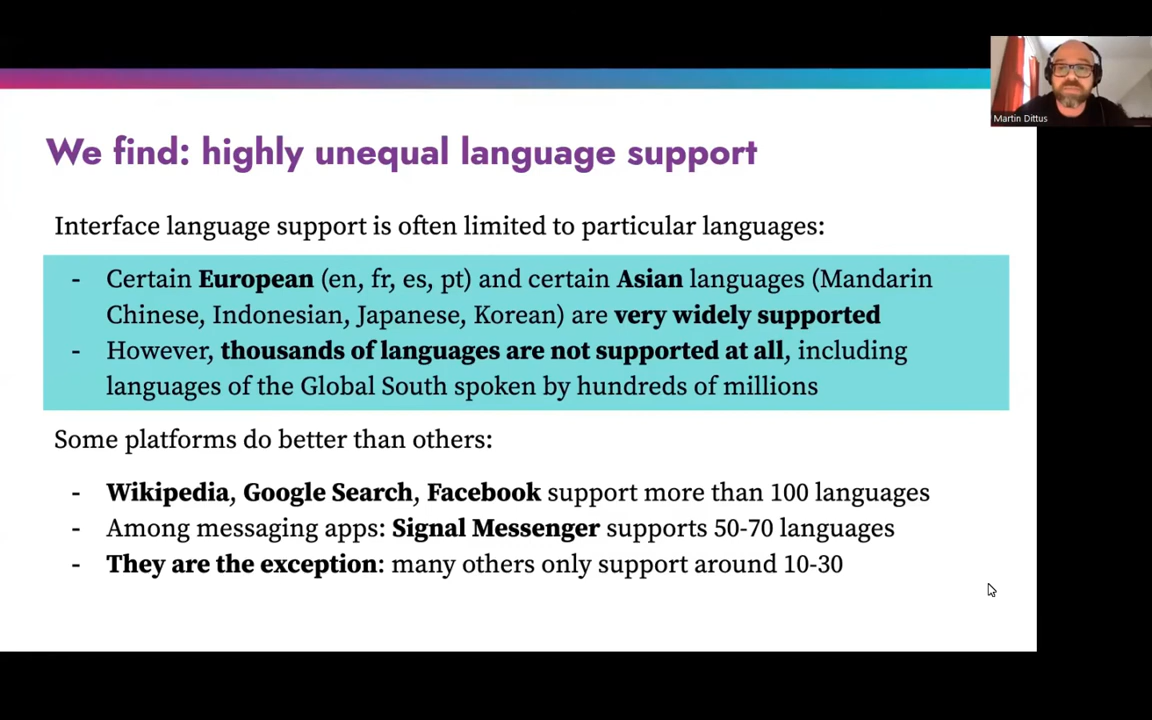 Martin Dittus
We find: highly unequal language support
Interface language support is often limited to particular languages:
- Certain European (en, fr, es, pt) and certain Asian languages (Mandarin
Chinese, Indonesian, Japanese, Korean) are very widely supported
- However, thousands of languages are not supported at all, including
languages of the Global South spoken by hundreds of millions
Some platforms do better than others:
- Wikipedia, Google Search, Facebook support more than 100 languages
- Among messaging apps: Signal Messenger supports 50-70 languages
- They are the exception: many others only support around 10-30